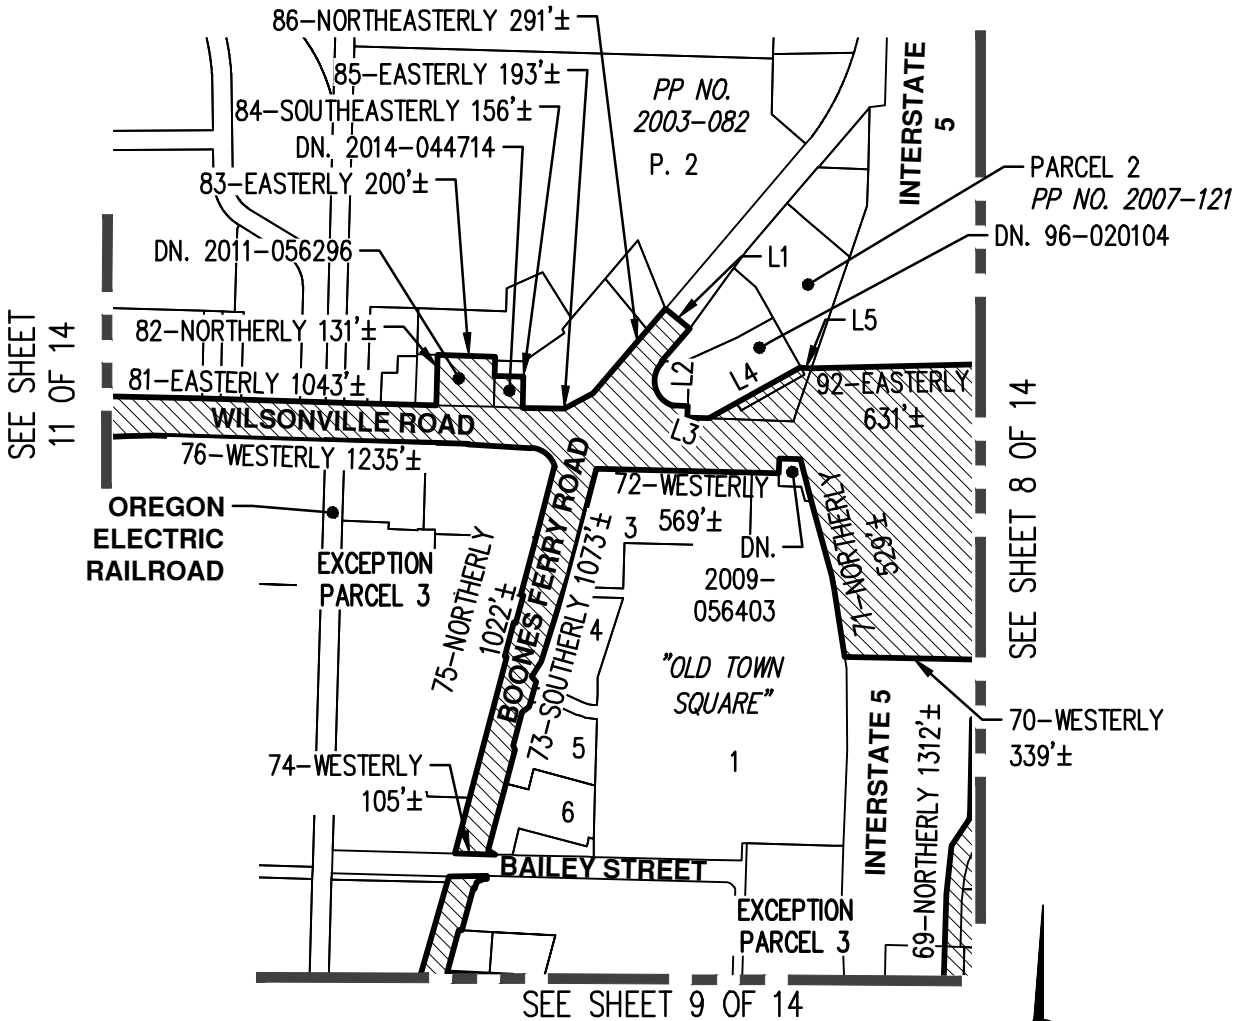 86-NORTHEASTERLY 291'±
85-EASTERLY 193'±
84-SOUTHEASTERLY 156'±
DN. 2014-044714
83-EASTERLY 200'±
DN. 2011-056296
82-NORTHERLY 131'±
81-EASTERLY 1043'±
PP NO.
2003-082
P. 2
INTERSTATE
5
PARCEL 2
PP NO. 2007-121
DN. 96-020104
L1
L5
L2
L4
L3
92-EASTERLY
631'±
SEE SHEET
11 OF 14
WILSONVILLE ROAD
76-WESTERLY 1235'±
OREGON
ELECTRIC
RAILROAD
EXCEPTION
PARCEL 3
75-NORTHERLY
1022'±
BOONES FERRY ROAD
73-SOUTHERLY 1073'±
72-WESTERLY
569'±
3
DN.
2009-
056403
71-NORTHERLY
529'±
SEE SHEET 8 OF 14
4
"OLD TOWN
SQUARE"
5
1
6
70-WESTERLY
339'±
74-WESTERLY
105'±
INTERSTATE 5
69-NORTHERLY 1312'±
BAILEY STREET
EXCEPTION
PARCEL 3
SEE SHEET 9 OF 14